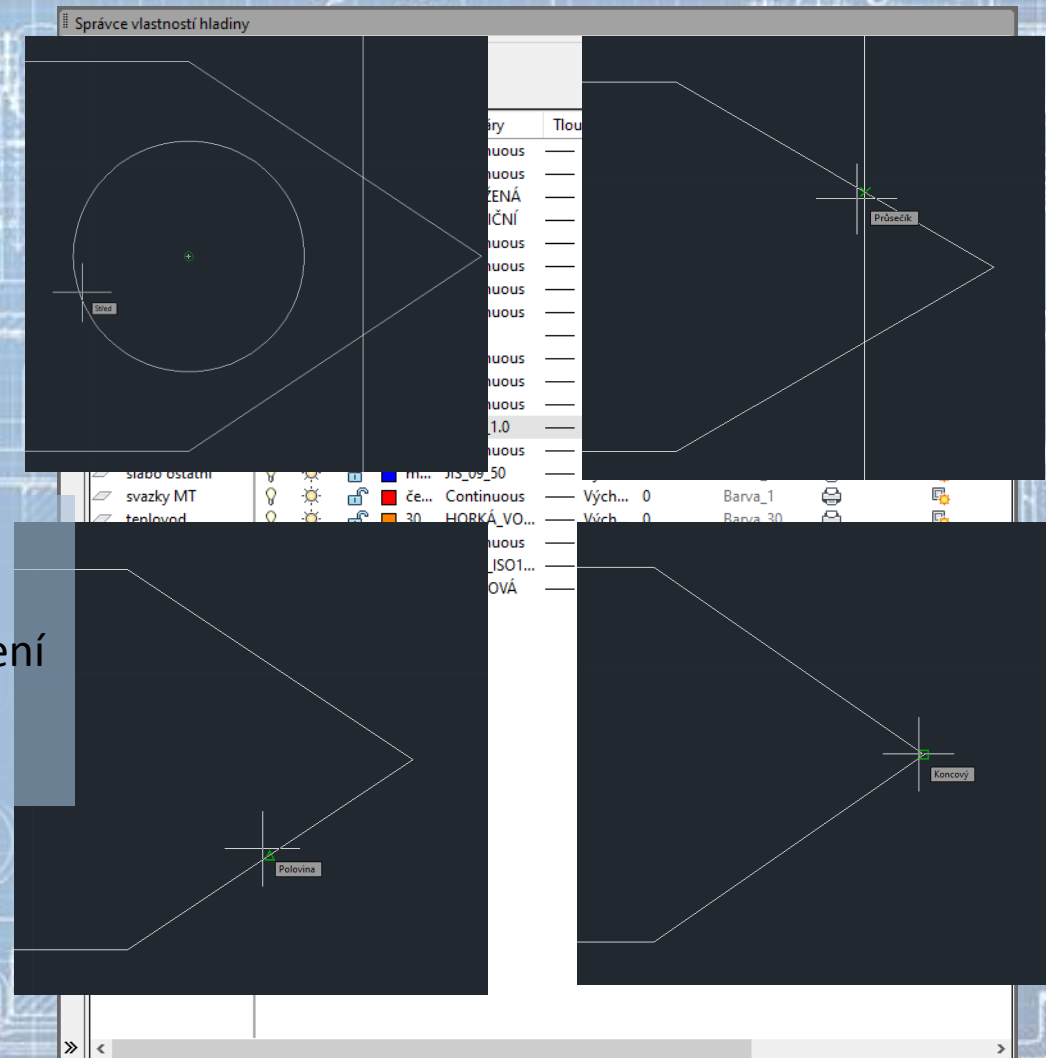 Správce vlastností hladiny
áry Tlou
nuous
nuous
ŽENÁ
IČNÍ
nuous
nuous
nuous
nuous
nuous
nuous
nuous
_1.0
nuous
slabo ostatní m... JIS_09_50
svazky MT če... Continuous Vých... 0 Barva_1
teplovod 30 HORKÁ_VO... Vých... 0 Barva_30
nuous
_ISO1...
OVÁ
Střed
Průsečík
ení
Polovina
Koncový